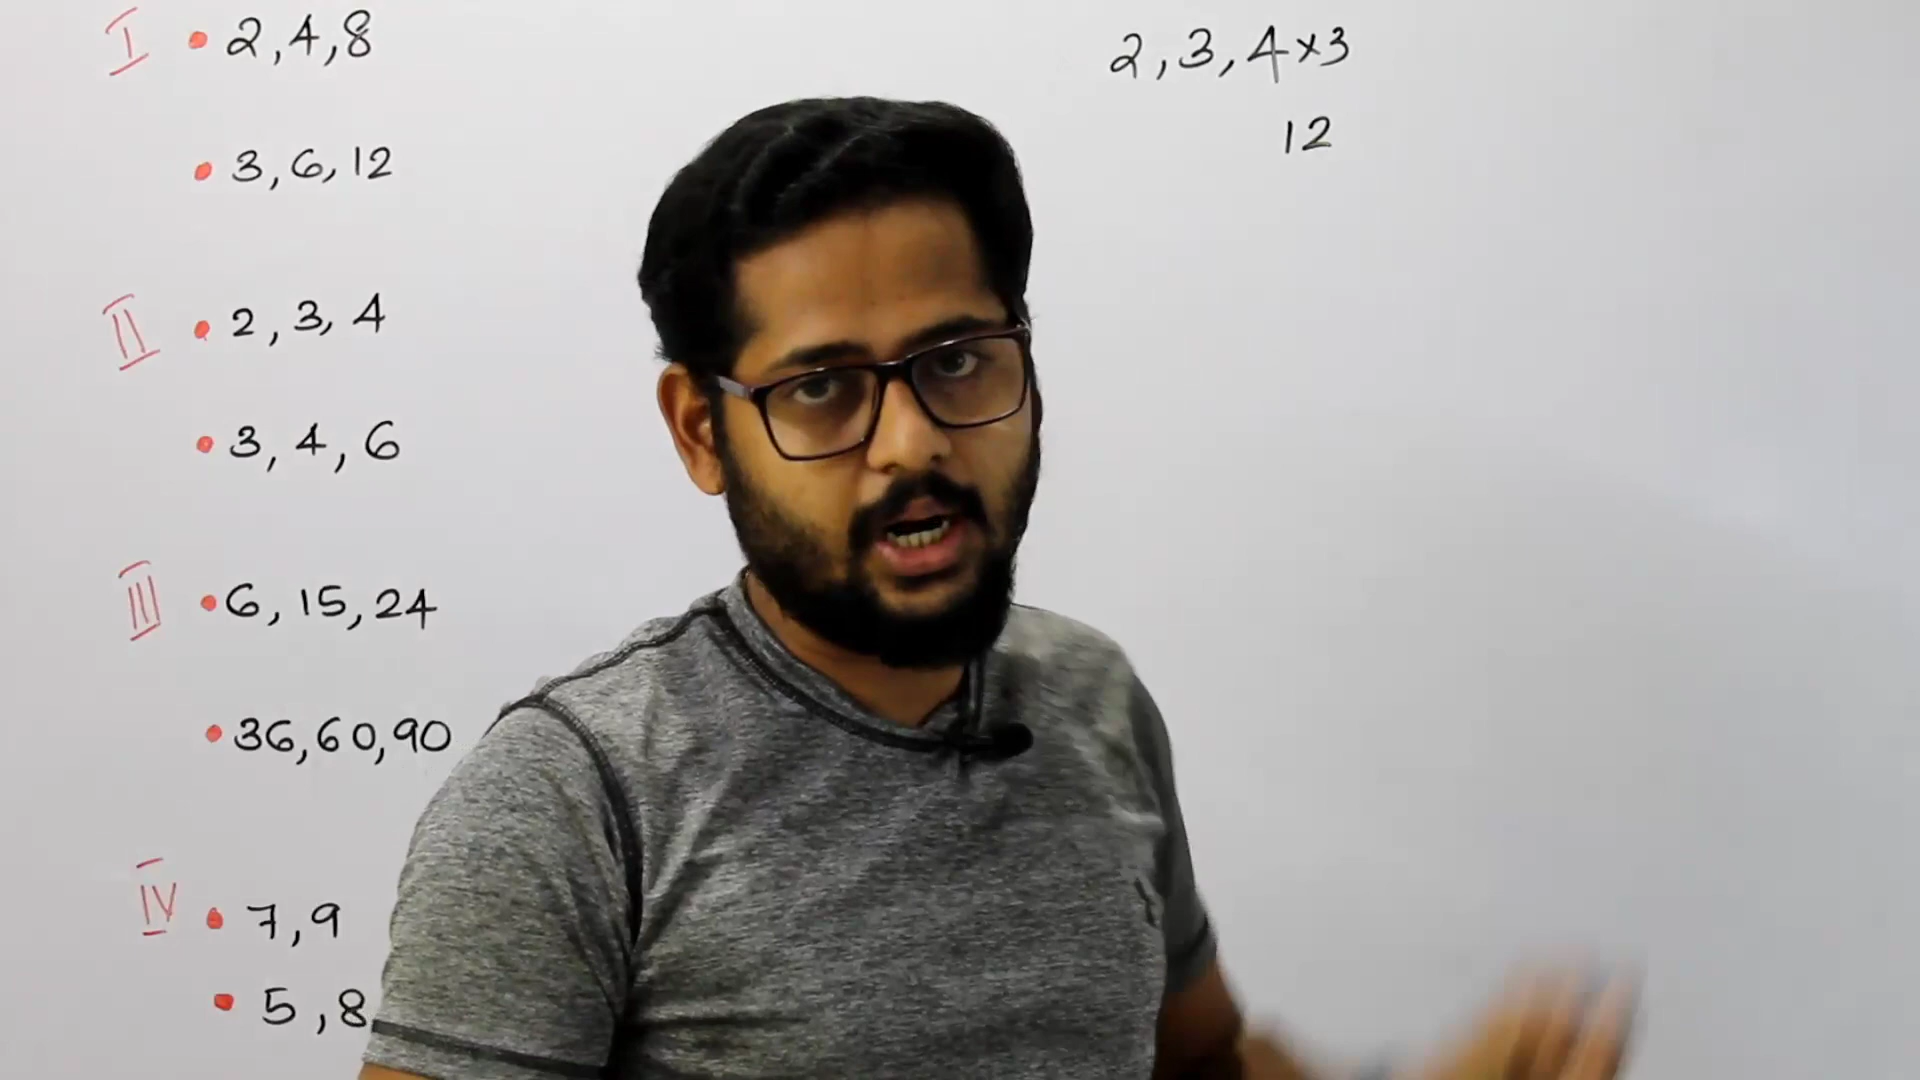 I • 2,4,8
• 3,6,12
II • 2,3,4
• 3,4,6
III • 6,15,24
• 36,60,90
IV • 7,9
• 5,8
2,3,4×3
12